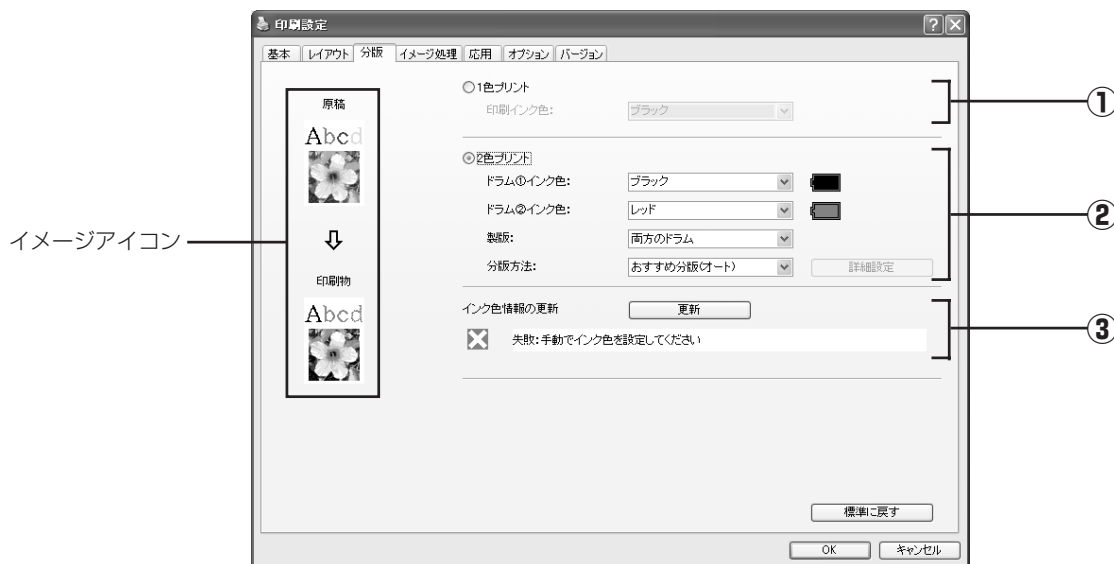 印刷設定
基本 レイアウト 分版 イメージ処理 応用 オプション バージョン
原稿
Abcd
印刷物
Abcd
イメージアイコン
1色プリント
印刷インク色: ブラック
①
2色プリント
ドラム①インク色: ブラック
ドラム②インク色: レッド
製版: 両方のドラム
分版方法: おすすめ分版(オート) 詳細設定
②
インク色情報の更新 更新
失敗:手動でインク色を設定してください
③
標準に戻す
OK キャンセル